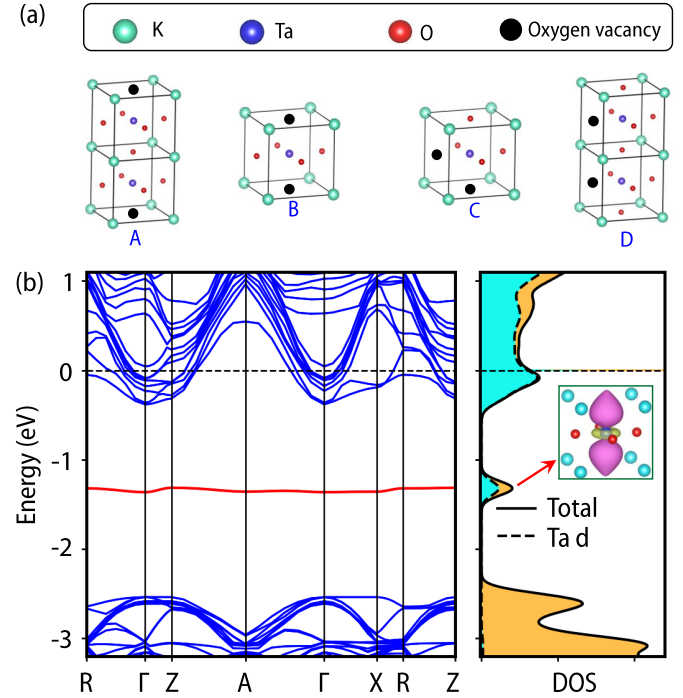 (a)
K Ta O Oxygen vacancy
A B C D
(b)
1
0
-1
-2
-3
Energy (eV)
Total
Ta d
R Γ Z A Γ X R Z DOS